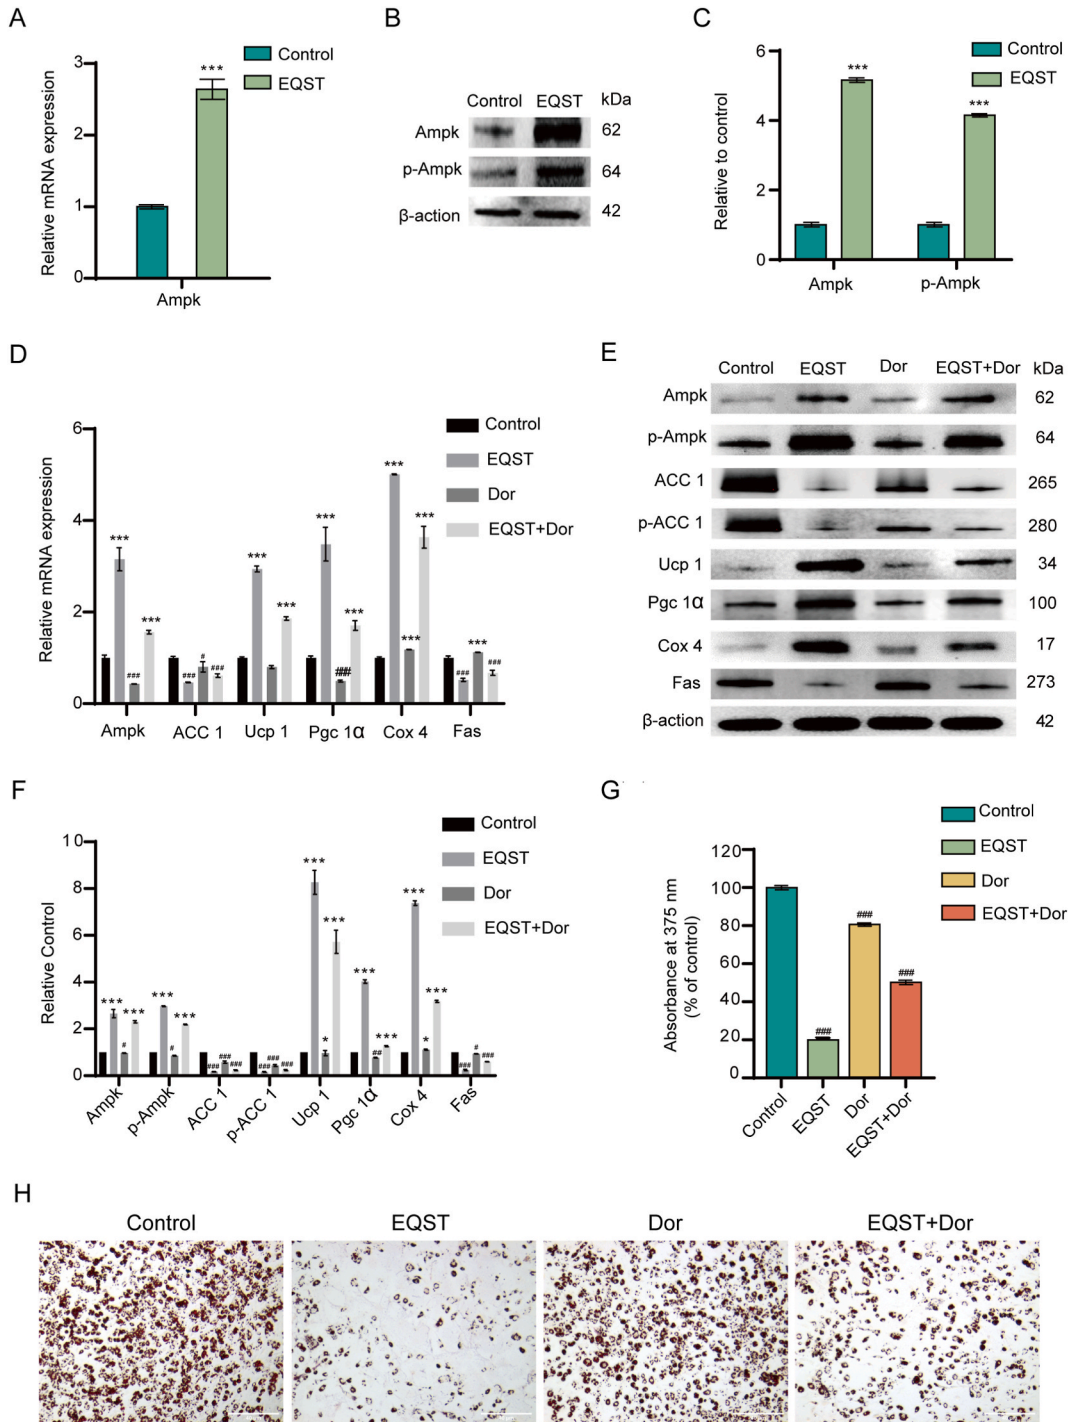 A
Control
EQST
Relative mRNA expression
3
2
1
0
***
Ampk
B
Control EQST kDa
Ampk 62
p-Ampk 64
β-action 42
C
Control
EQST
Relative to control
6
4
2
0
***
***
Ampk p-Ampk
D
Control
EQST
Dor
EQST+Dor
Relative mRNA expression
6
4
2
0
*** ### ***
### # ###
*** ***
*** ### ***
*** *** ***
### *** ###
Ampk ACC 1 Ucp 1 Pgc 1α Cox 4 Fas
E
Control EQST Dor EQST+Dor kDa
Ampk 62
p-Ampk 64
ACC 1 265
p-ACC 1 280
Ucp 1 34
Pgc 1α 100
Cox 4 17
Fas 273
β-action 42
F
Control
EQST
Dor
EQST+Dor
Relative Control
10
8
6
4
2
0
*** # ***
*** # ***
### ### ###
### ### ###
*** * ***
*** ## ***
*** * ***
### # ###
Ampk p-Ampk ACC 1 p-ACC 1 Ucp 1 Pgc 1α Cox 4 Fas
G
Control
EQST
Dor
EQST+Dor
Absorbance at 375 nm
(% of control)
120
100
80
60
40
20
0
###
###
###
Control EQST Dor EQST+Dor
H
Control EQST Dor EQST+Dor